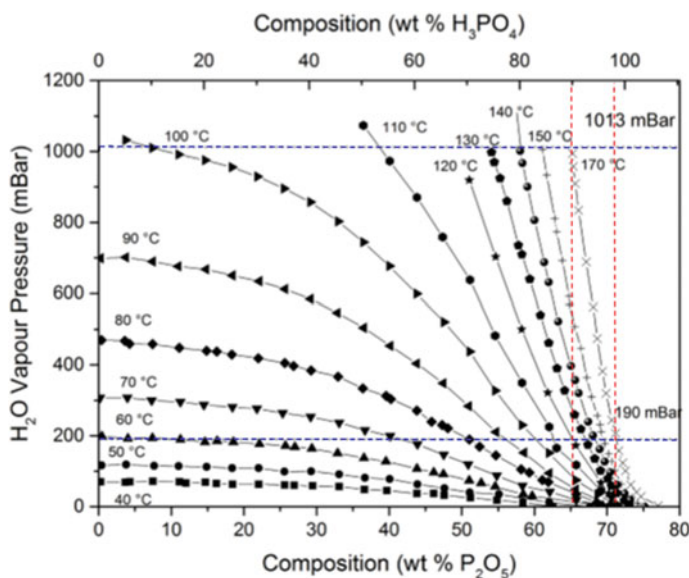 Composition (wt % H₃PO₄)
0 20 40 60 80 100
1200
1000
800
600
400
200
0
H₂O Vapour Pressure (mBar)
100 °C
110 °C
120 °C
130 °C
140 °C
150 °C
1013 mBar
170 °C
90 °C
80 °C
70 °C
60 °C
190 mBar
50 °C
40 °C
0 10 20 30 40 50 60 70 80
Composition (wt % P₂O₅)